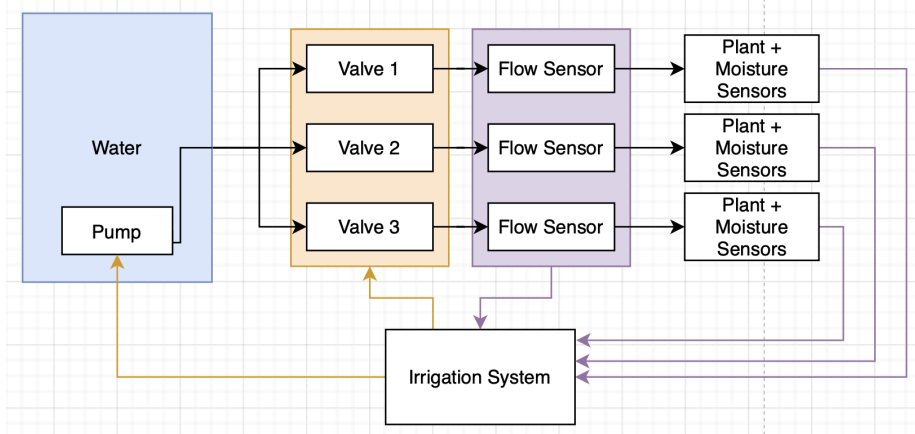 Water
Pump
Valve 1
Valve 2
Valve 3
Flow Sensor
Flow Sensor
Flow Sensor
Plant +
Moisture
Sensors
Plant +
Moisture
Sensors
Plant +
Moisture
Sensors
Irrigation System